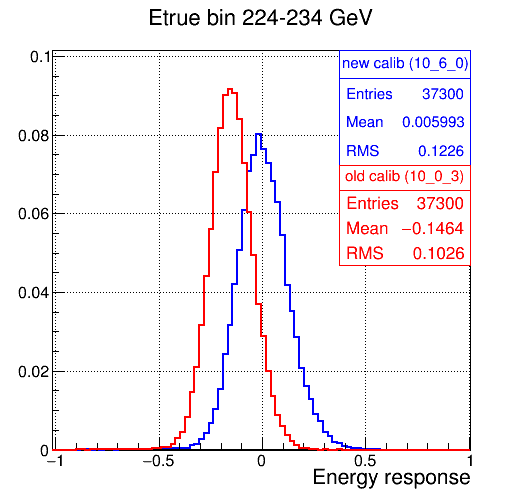 Etrue bin 224-234 GeV
new calib (10_6_0)
Entries 37300
Mean 0.005993
RMS 0.1226
old calib (10_0_3)
Entries 37300
Mean −0.1464
RMS 0.1026
0.1
0.08
0.06
0.04
0.02
0
−1 −0.5 0 0.5 1
Energy response